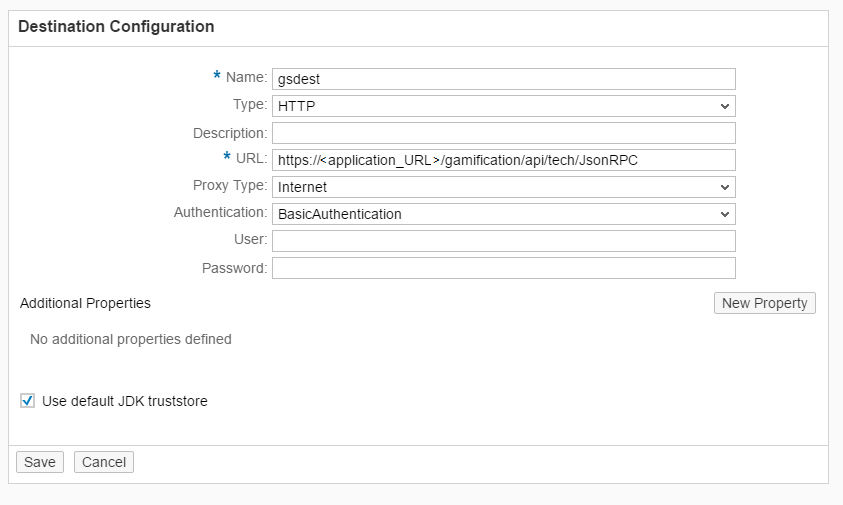 Destination Configuration
* Name: gsdest
Type: HTTP
Description:
* URL: https://<application_URL>/gamification/api/tech/JsonRPC
Proxy Type: Internet
Authentication: BasicAuthentication
User:
Password:
Additional Properties New Property
No additional properties defined
Use default JDK truststore
Save Cancel